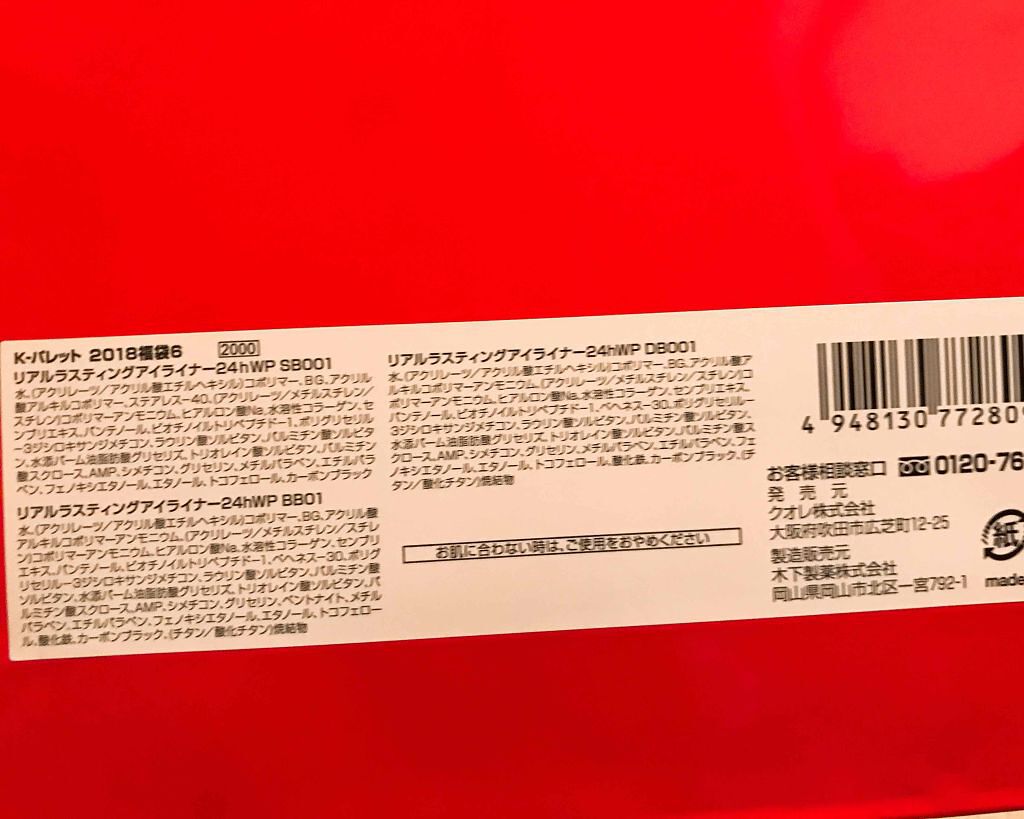 K-パレット 2018福袋6 2000
リアルラスティングアイライナー24hWP SB001
水、(アクリレーツ/アクリル酸エチルヘキシル)コポリマー、BG、アクリル
酸アルキルコポリマー、ステアレス-40、(アクリレーツ/メチルスチレン/
スチレン)コポリマーアンモニウム、ヒアルロン酸Na、水溶性コラーゲン、セ
ンブリエキス、パンテノール、ビオチノイルトリペプチド-1、ポリグリセリル
-3ジシロキサンジメチコン、ラウリン酸ソルビタン、パルミチン酸ソルビタ
ン、水添パーム油脂肪酸グリセリズ、トリオレイン酸ソルビタン、パルミチン
酸スクロース、AMP、シメチコン、グリセリン、メチルパラベン、エチルパラ
ベン、フェノキシエタノール、エタノール、トコフェロール、カーボンブラック
リアルラスティングアイライナー24hWP BB01
水、(アクリレーツ/アクリル酸エチルヘキシル)コポリマー、BG、アクリル酸
アルキルコポリマーアンモニウム、(アクリレーツ/メチルスチレン/スチレ
ン)コポリマーアンモニウム、ヒアルロン酸Na、水溶性コラーゲン、センブリ
エキス、パンテノール、ビオチノイルトリペプチド-1、ベヘネス-30、ポリグ
リセリル-3ジシロキサンジメチコン、ラウリン酸ソルビタン、パルミチン酸
ソルビタン、水添パーム油脂肪酸グリセリズ、トリオレイン酸ソルビタン、パ
ルミチン酸スクロース、AMP、シメチコン、グリセリン、ベントナイト、メチル
パラベン、エチルパラベン、フェノキシエタノール、エタノール、トコフェロー
ル、酸化鉄、カーボンブラック、(チタン/酸化チタン)焼結物
リアルラスティングアイライナー24hWP DB001
水、(アクリレーツ/アクリル酸エチルヘキシル)コポリマー、BG、アクリル酸ア
ルキルコポリマーアンモニウム、(アクリレーツ/メチルスチレン/スチレン)コ
ポリマーアンモニウム、ヒアルロン酸Na、水溶性コラーゲン、センブリエキス、
パンテノール、ビオチノイルトリペプチド-1、ベヘネス-30、ポリグリセリル-
3ジシロキサンジメチコン、ラウリン酸ソルビタン、パルミチン酸ソルビタン、
水添パーム油脂肪酸グリセリズ、トリオレイン酸ソルビタン、パルミチン酸ス
クロース、AMP、シメチコン、グリセリン、メチルパラベン、エチルパラベン、フェ
ノキシエタノール、エタノール、トコフェロール、酸化鉄、カーボンブラック、(チ
タン/酸化チタン)焼結物
お肌に合わない時は、ご使用をおやめください
4 948130 77280
お客様相談窓口 0120-76
発売元
クオレ株式会社
大阪府吹田市広芝町12-25
製造販売元
木下製薬株式会社
岡山県岡山市北区一宮792-1
紙
made